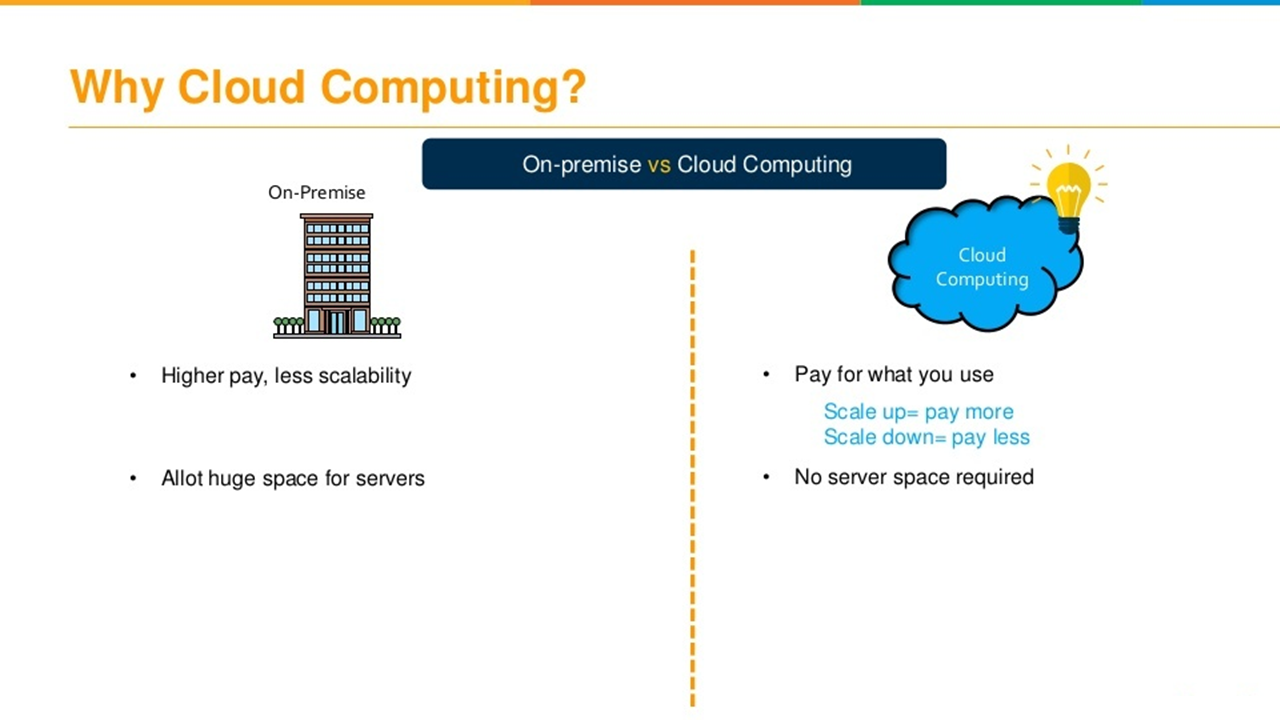 Why Cloud Computing?
On-premise vs Cloud Computing
On-Premise
• Higher pay, less scalability
• Allot huge space for servers
Cloud
Computing
• Pay for what you use
Scale up= pay more
Scale down= pay less
• No server space required